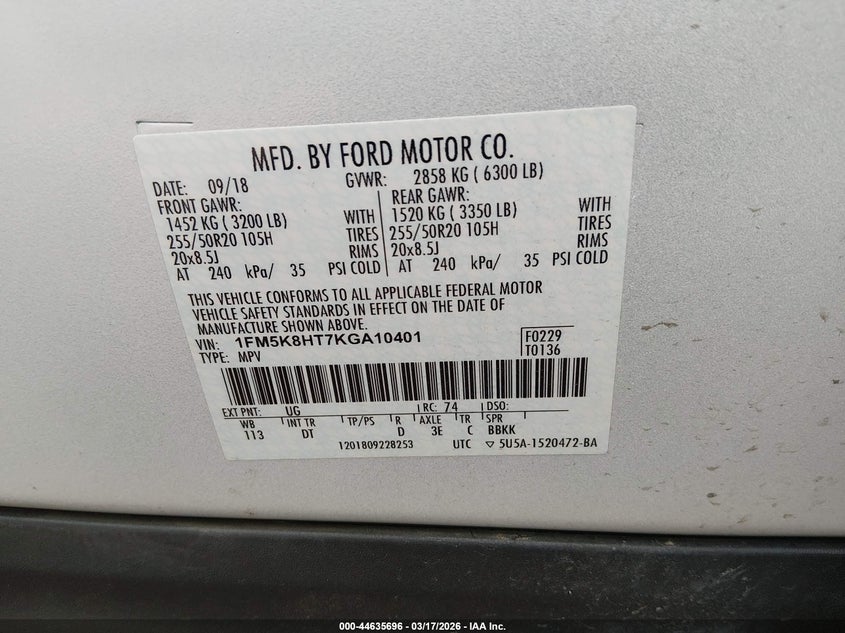 MFD. BY FORD MOTOR CO.
DATE: 09/18 GVWR: 2858 KG ( 6300 LB)
FRONT GAWR: REAR GAWR:
1452 KG ( 3200 LB) WITH 1520 KG ( 3350 LB) WITH
255/50R20 105H TIRES 255/50R20 105H TIRES
20x8.5J RIMS 20x8.5J RIMS
AT 240 kPa/ 35 PSI COLD AT 240 kPa/ 35 PSI COLD
THIS VEHICLE CONFORMS TO ALL APPLICABLE FEDERAL MOTOR
VEHICLE SAFETY STANDARDS IN EFFECT ON THE DATE OF
MANUFACTURE SHOWN ABOVE.
VIN: 1FM5K8HT7KGA10401 F0229
TYPE: MPV T0136
EXT PNT: UG RC: 74 DSO:
WB INT TR TP/PS R AXLE TR SPR
113 DT D 3E C BBKK
1201809228253 UTC ▽ 5U5A-1520472-BA
000-44635696 — 03/17/2026 — IAA Inc.